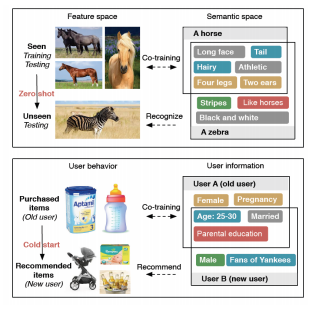 Feature space
Semantic space
Seen
Training
Testing
Zero shot
Unseen
Testing
Co-training
Recognize
A horse
Long face
Tail
Hairy
Athletic
Four legs
Two ears
Stripes
Like horses
Black and white
A zebra
User behavior
User information
Purchased
items
(Old user)
Cold start
Recommended
items
(New user)
Aptamil
3
Co-training
Recommend
User A (old user)
Female
Pregnancy
Age: 25-30
Married
Parental education
Male
Fans of Yankees
User B (new user)